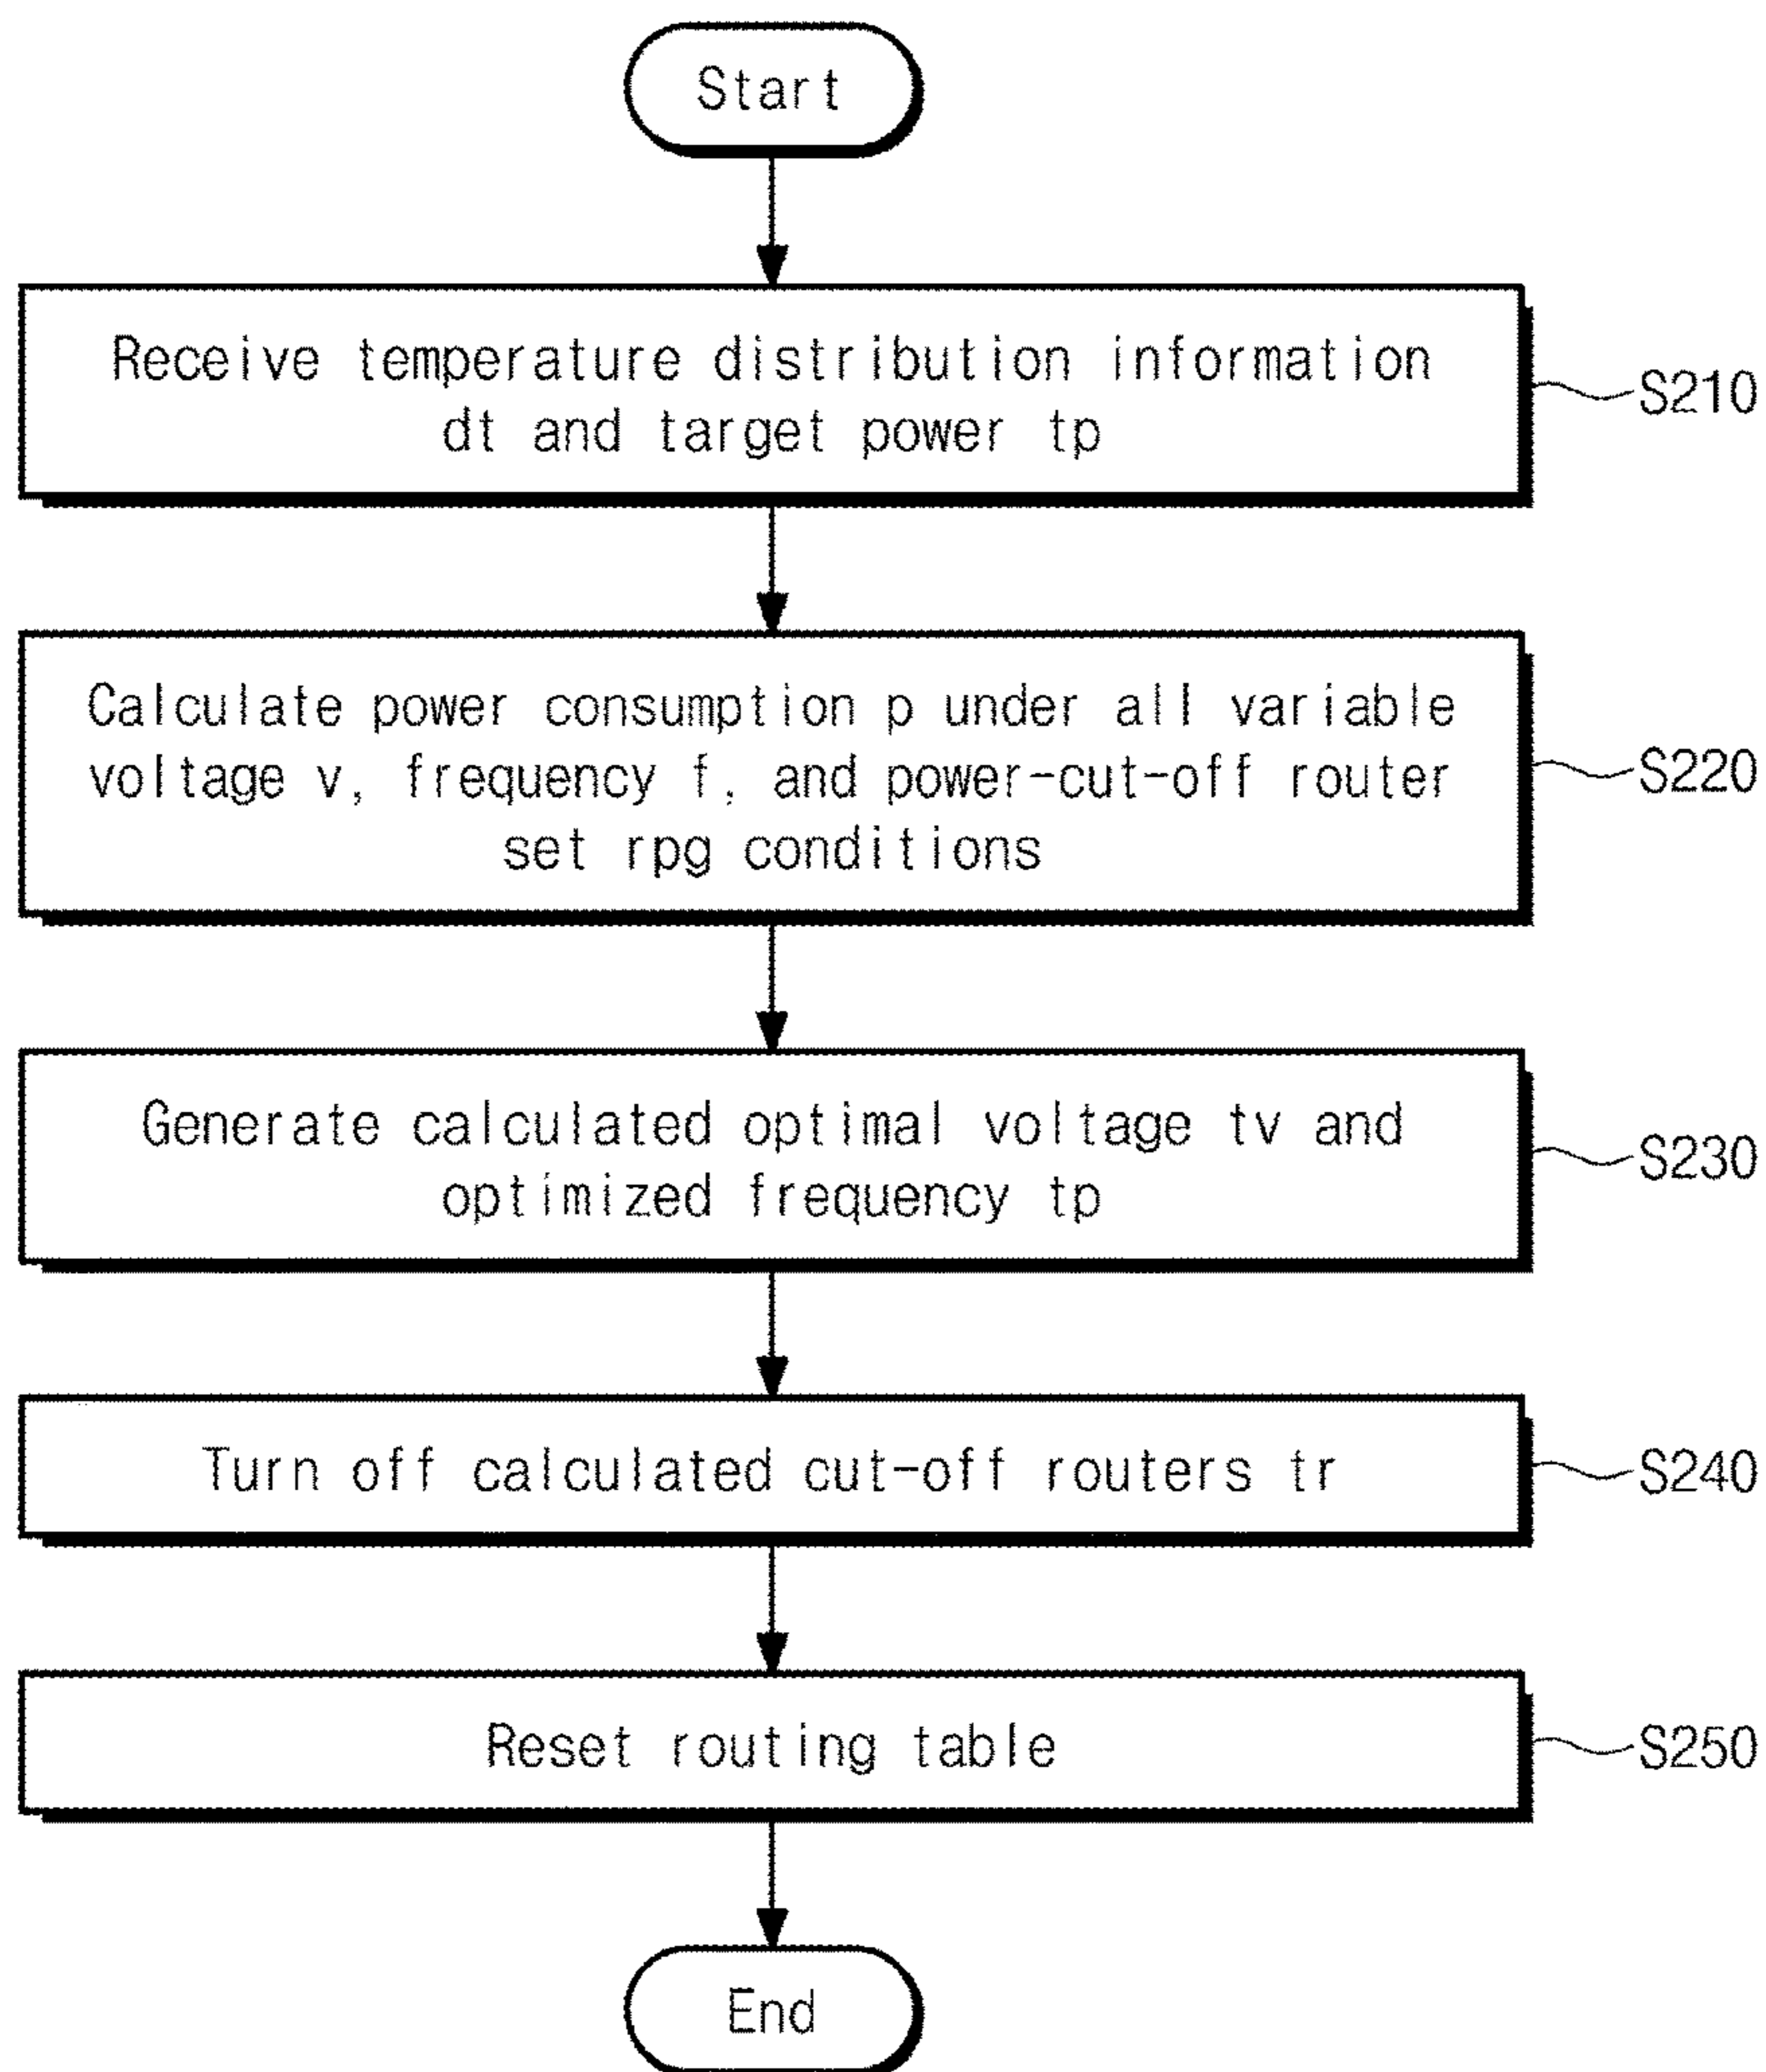 Start
Receive temperature distribution information
dt and target power tp
S210
Calculate power consumption p under all variable
voltage v, frequency f, and power-cut-off router
set rpg conditions
S220
Generate calculated optimal voltage tv and
optimized frequency tp
S230
Turn off calculated cut-off routers tr
S240
Reset routing table
S250
End